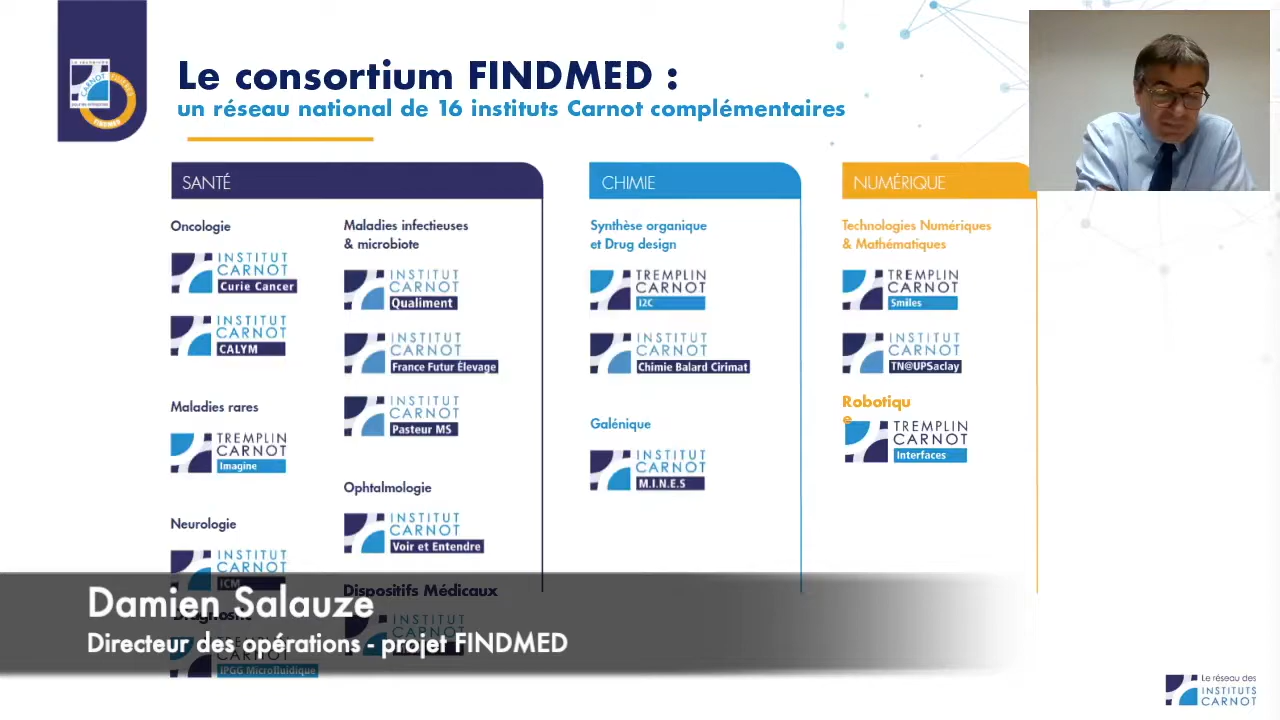 Le consortium FINDMED :
un réseau national de 16 instituts Carnot complémentaires
CARNOT
FINDMED
SANTÉ
Oncologie
INSTITUT
CARNOT
Curie Cancer
INSTITUT
CARNOT
CALYM
Maladies rares
TREMPLIN
CARNOT
Imagine
Neurologie
INSTITUT
CARNOT
ICM
Diagnostic
IPGG Microfluidique
Maladies infectieuses
& microbiote
INSTITUT
CARNOT
Qualiment
INSTITUT
CARNOT
France Futur Élevage
INSTITUT
CARNOT
Pasteur MS
Ophtalmologie
INSTITUT
CARNOT
Voir et Entendre
Dispositifs Médicaux
INSTITUT
CARNOT
CHIMIE
Synthèse organique
et Drug design
TREMPLIN
CARNOT
I2C
INSTITUT
CARNOT
Chimie Balard Cirimat
Galénique
INSTITUT
CARNOT
M.I.N.E.S
NUMÉRIQUE
Technologies Numériques
& Mathématiques
TREMPLIN
CARNOT
Smiles
INSTITUT
CARNOT
TN@UPSaclay
Robotiqu
e
TREMPLIN
CARNOT
Interfaces
Damien Salauze
Directeur des opérations - projet FINDMED
Le réseau des
INSTITUTS
CARNOT